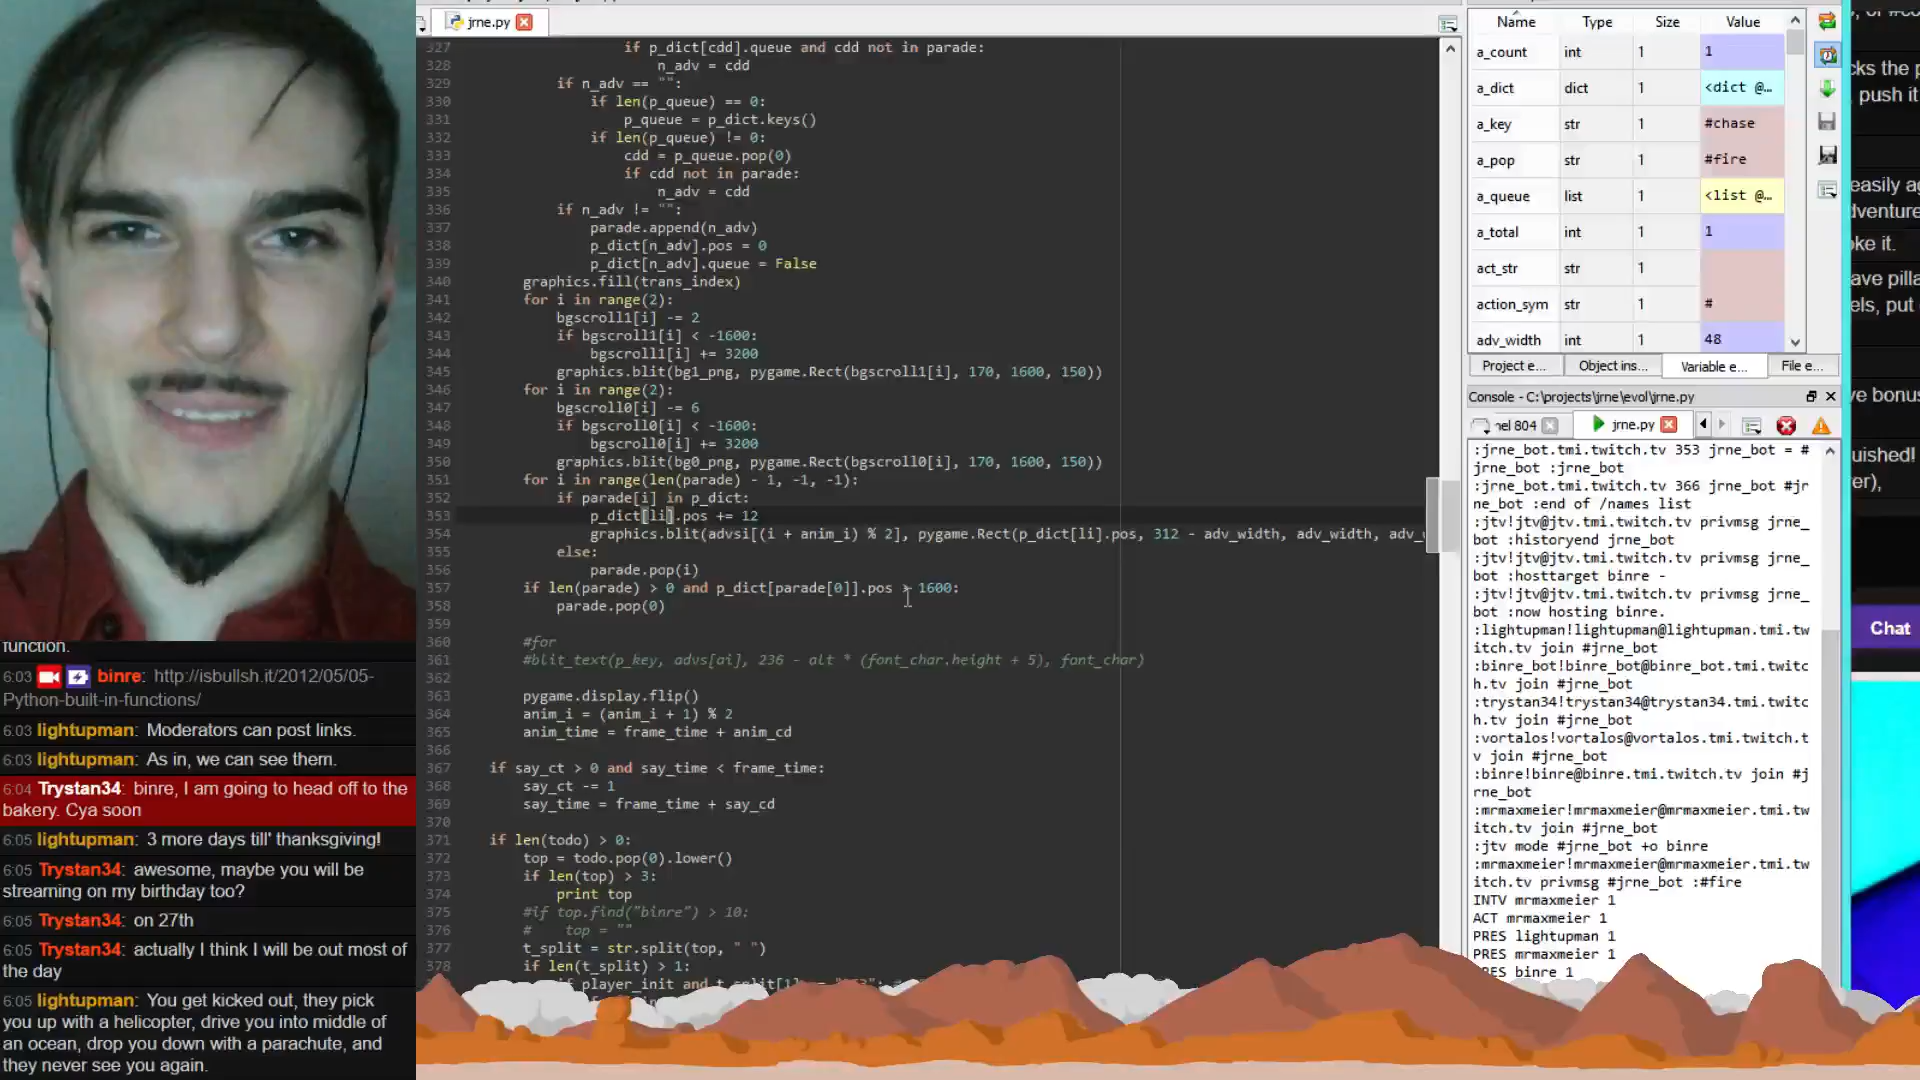 jrne.py
327 if p_dict[cdd].queue and cdd not in parade:
328 n_adv = cdd
329 if n_adv == "":
330 if len(p_queue) == 0:
331 p_queue = p_dict.keys()
332 if len(p_queue) != 0:
333 cdd = p_queue.pop(0)
334 if cdd not in parade:
335 n_adv = cdd
336 if n_adv != "":
337 parade.append(n_adv)
338 p_dict[n_adv].pos = 0
339 p_dict[n_adv].queue = False
340 graphics.fill(trans_index)
341 for i in range(2):
342 bgscroll1[i] -= 2
343 if bgscroll1[i] < -1600:
344 bgscroll1[i] += 3200
345 graphics.blit(bg1_png, pygame.Rect(bgscroll1[i], 170, 1600, 150))
346 for i in range(2):
347 bgscroll0[i] -= 6
348 if bgscroll0[i] < -1600:
349 bgscroll0[i] += 3200
350 graphics.blit(bg0_png, pygame.Rect(bgscroll0[i], 170, 1600, 150))
351 for i in range(len(parade) - 1, -1, -1):
352 if parade[i] in p_dict:
353 p_dict[li].pos += 12
354 graphics.blit(advsi[(i + anim_i) % 2], pygame.Rect(p_dict[li].pos, 312 - adv_width, adv_width, adv_
355 else:
356 parade.pop(i)
357 if len(parade) > 0 and p_dict[parade[0]].pos > 1600:
358 parade.pop(0)
359
360 #for
361 #blit_text(p_key, advs[ai], 236 - alt * (font_char.height + 5), font_char)
362
363 pygame.display.flip()
364 anim_i = (anim_i + 1) % 2
365 anim_time = frame_time + anim_cd
366
367 if say_ct > 0 and say_time < frame_time:
368 say_ct -= 1
369 say_time = frame_time + say_cd
370
371 if len(todo) > 0:
372 top = todo.pop(0).lower()
373 if len(top) > 3:
374 print top
375 #if top.find("binre") > 10:
376 # top = ""
377 t_split = str.split(top, " ")
378 if len(t_split) > 1:
Name Type Size Value
a_count int 1 1
a_dict dict 1 <dict @...
a_key str 1 #chase
a_pop str 1 #fire
a_queue list 1 <list @...
a_total int 1 1
act_str str 1
action_sym str 1 #
adv_width int 1 48
Project e... Object ins... Variable e... File e...
Console - C:\projects\jrne\evol\jrne.py
nel 804 jrne.py
:jrne_bot.tmi.twitch.tv 353 jrne_bot = #
jrne_bot :jrne_bot
:jrne_bot.tmi.twitch.tv 366 jrne_bot #jr
ne_bot :end of /names list
:jtv!jtv@jtv.tmi.twitch.tv privmsg jrne_
bot :historyend jrne_bot
:jtv!jtv@jtv.tmi.twitch.tv privmsg jrne_
bot :hosttarget binre -
:jtv!jtv@jtv.tmi.twitch.tv privmsg jrne_
bot :now hosting binre.
:lightupman!lightupman@lightupman.tmi.tw
itch.tv join #jrne_bot
:binre_bot!binre_bot@binre_bot.tmi.twitc
h.tv join #jrne_bot
:trystan34!trystan34@trystan34.tmi.twitc
h.tv join #jrne_bot
:vortalos!vortalos@vortalos.tmi.twitch.t
v join #jrne_bot
:binre!binre@binre.tmi.twitch.tv join #j
rne_bot
:mrmaxmeier!mrmaxmeier@mrmaxmeier.tmi.tw
itch.tv join #jrne_bot
:jtv mode #jrne_bot +o binre
:mrmaxmeier!mrmaxmeier@mrmaxmeier.tmi.tw
itch.tv privmsg #jrne_bot :#fire
INTV mrmaxmeier 1
ACT mrmaxmeier 1
PRES lightupman 1
PRES mrmaxmeier 1
RES binre 1
cks the p
push it
easily a
dventure
oke it.
ave pilla
els, put
ve bonus
uished!
er),
Chat
function.
6:03 binre: http://isbullsh.it/2012/05/05-
Python-built-in-functions/
6:03 lightupman: Moderators can post links.
6:03 lightupman: As in, we can see them.
6:04 Trystan34: binre, I am going to head off to the
bakery. Cya soon
6:05 lightupman: 3 more days till' thanksgiving!
6:05 Trystan34: awesome, maybe you will be
streaming on my birthday too?
6:05 Trystan34: on 27th
6:05 Trystan34: actually I think I will be out most of
the day
6:05 lightupman: You get kicked out, they pick
you up with a helicopter, drive you into middle of
an ocean, drop you down with a parachute, and
they never see you again.